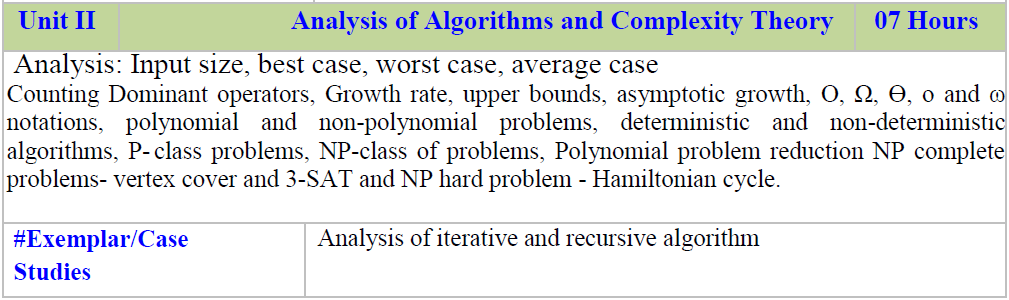 Unit II Analysis of Algorithms and Complexity Theory 07 Hours
Analysis: Input size, best case, worst case, average case
Counting Dominant operators, Growth rate, upper bounds, asymptotic growth, O, Ω, Ɵ, o and ω
notations, polynomial and non-polynomial problems, deterministic and non-deterministic
algorithms, P- class problems, NP-class of problems, Polynomial problem reduction NP complete
problems- vertex cover and 3-SAT and NP hard problem - Hamiltonian cycle.
#Exemplar/Case Analysis of iterative and recursive algorithm
Studies